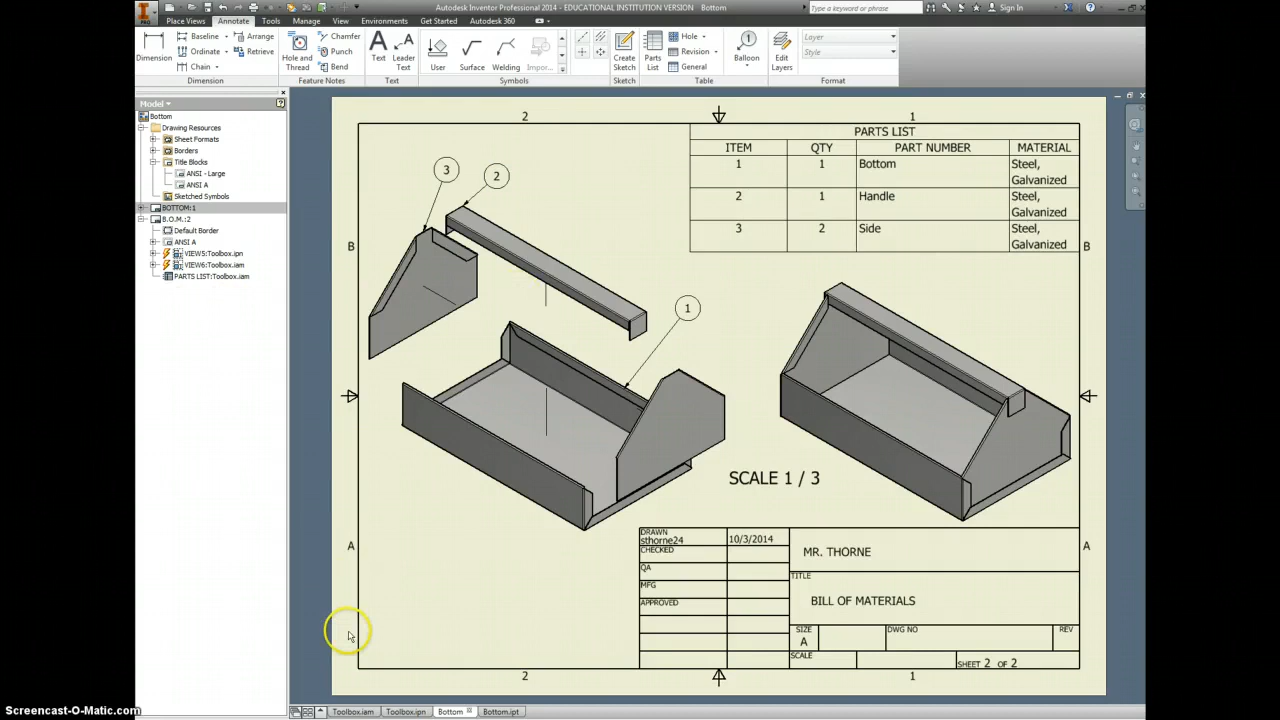 Autodesk Inventor Professional 2014 - EDUCATIONAL INSTITUTION VERSION Bottom
Type a keyword or phrase
Sign In
PRO
Place Views Annotate Tools Manage View Environments Get Started Autodesk 360
Dimension
Baseline
Ordinate
Chain
Arrange
Retrieve
Dimension
Hole and Thread
Chamfer
Punch
Bend
Feature Notes
Text
Leader Text
Text
User
Surface
Welding
Impor...
Symbols
Create Sketch
Sketch
Parts List
Hole
Revision
General
Table
Balloon
Edit Layers
Layer
Style
Format
Model
Bottom
Drawing Resources
Sheet Formats
Borders
Title Blocks
ANSI - Large
ANSI A
Sketched Symbols
BOTTOM:1
B.O.M.:2
Default Border
ANSI A
VIEW5:Toolbox.ipn
VIEW6:Toolbox.iam
PARTS LIST:Toolbox.iam
2 1
PARTS LIST
ITEM QTY PART NUMBER MATERIAL
1 1 Bottom Steel, Galvanized
2 1 Handle Steel, Galvanized
3 2 Side Steel, Galvanized
3 2
B B
1
SCALE 1 / 3
A A
DRAWN
sthorne24 10/3/2014
CHECKED
QA
MFG
APPROVED
MR. THORNE
TITLE
BILL OF MATERIALS
SIZE
A
DWG NO
REV
SCALE
SHEET 2 OF 2
2 1
Toolbox.iam Toolbox.ipn Bottom Bottom.ipt
Screencast-O-Matic.com